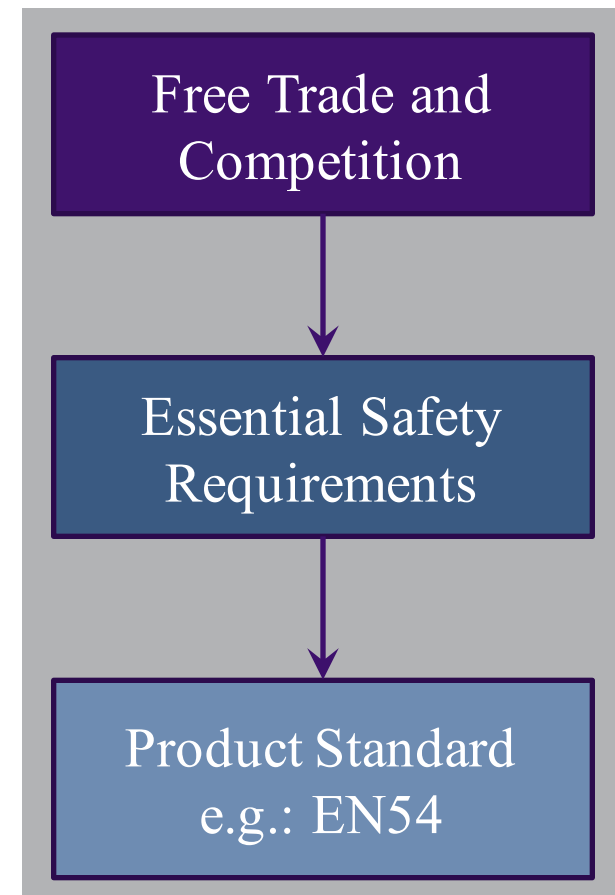 Free Trade and
Competition
Essential Safety
Requirements
Product Standard
e.g.: EN54